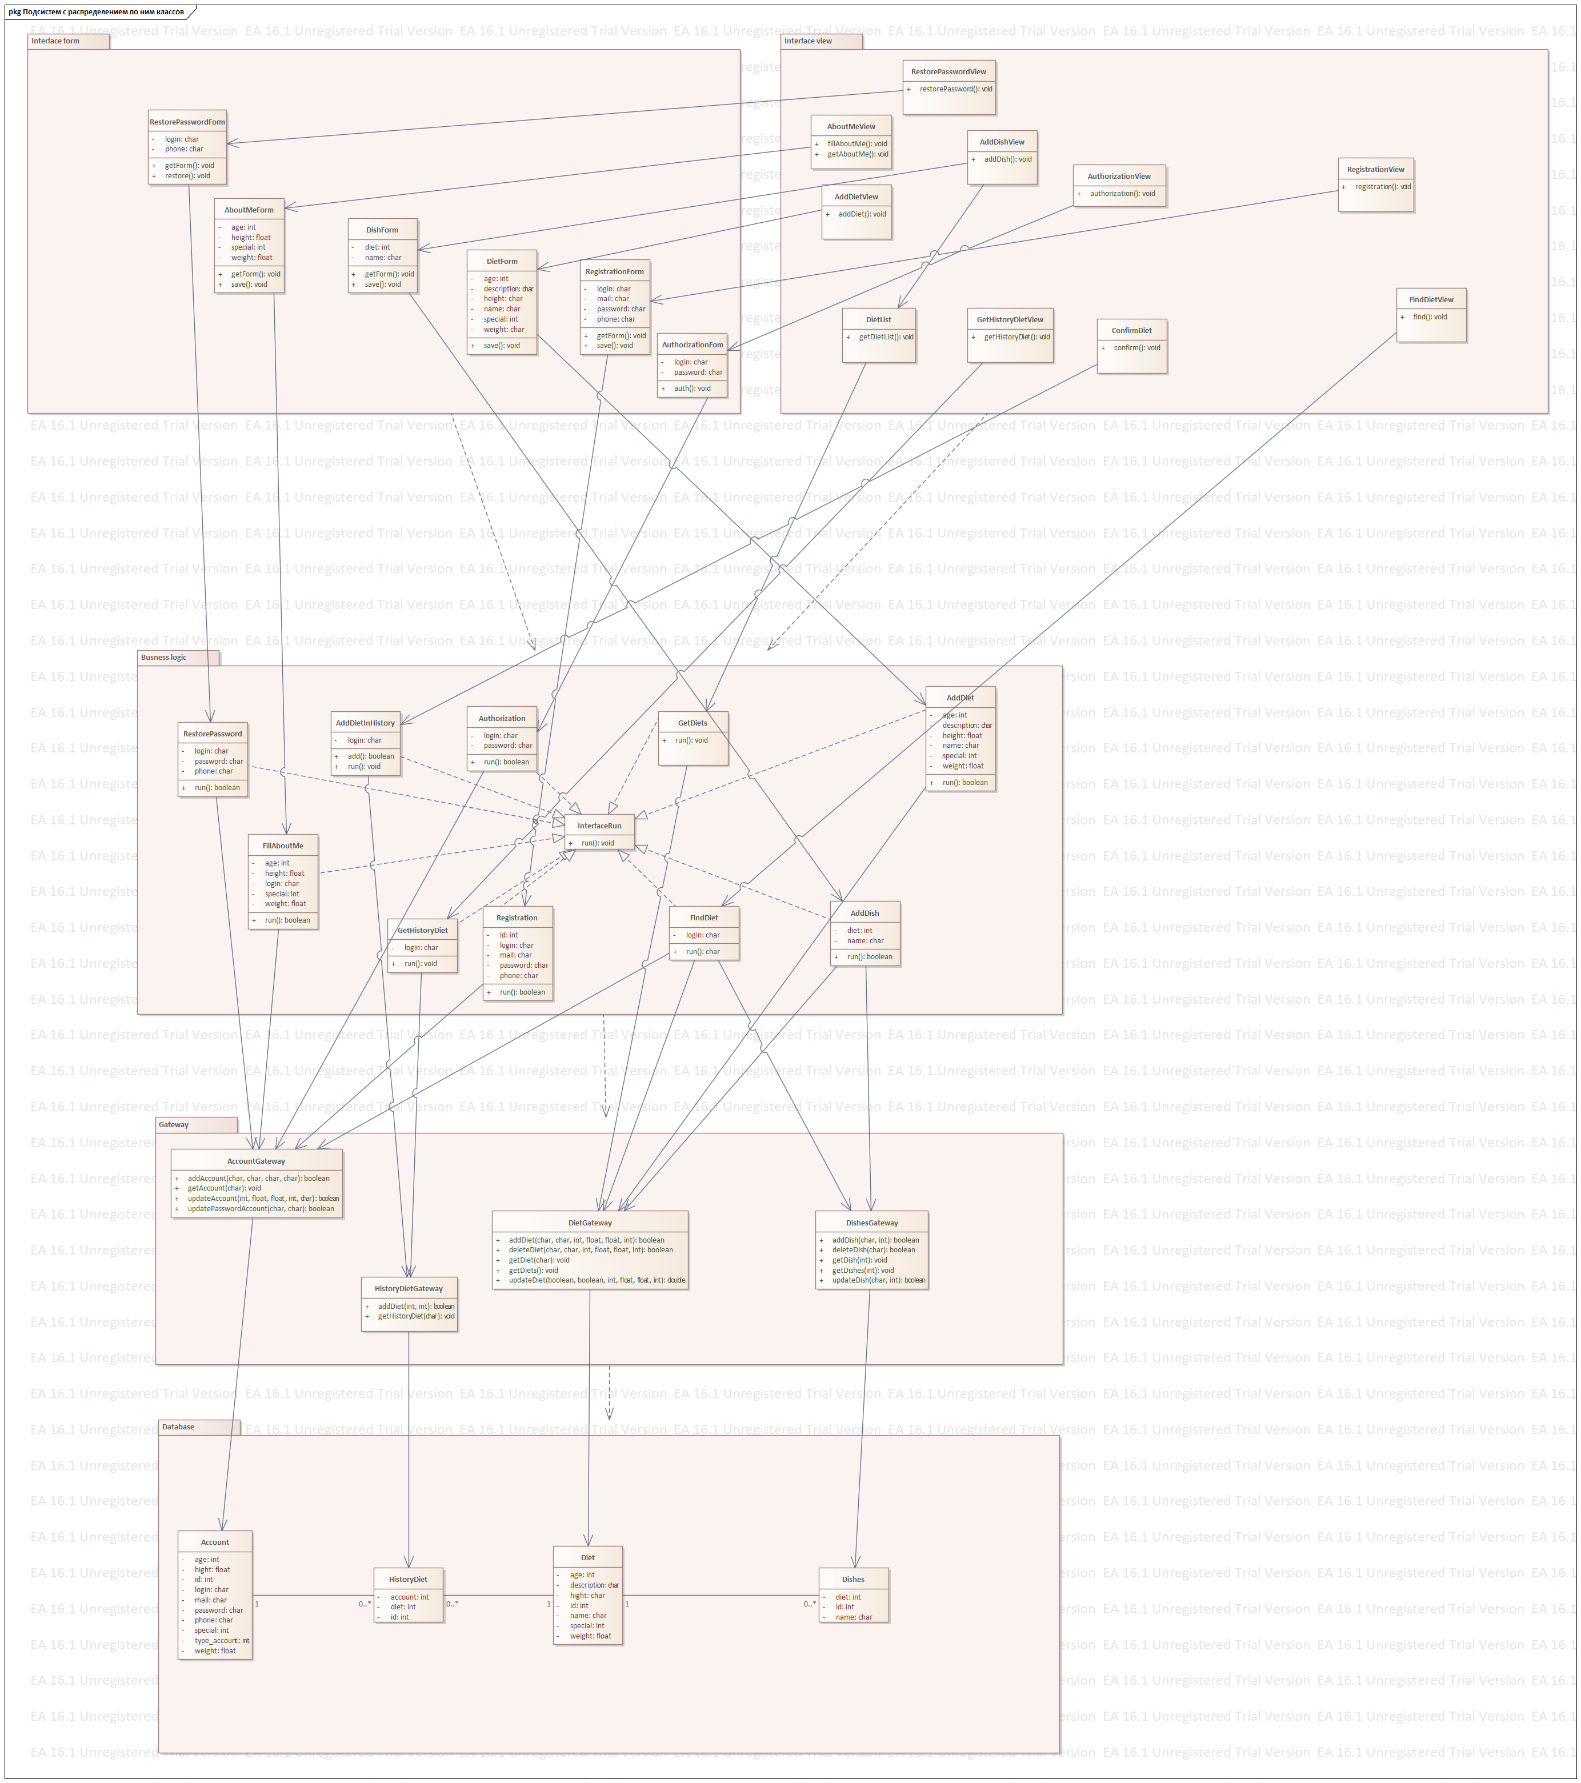 pkg Подсистем с распределением по ним классов
Interface form
RestorePasswordForm
- login: char
- phone: char
+ getForm(): void
+ restore(): void
AboutMeForm
- age: int
- height: float
- special: int
- weight: float
+ getForm(): void
+ save(): void
DishForm
- diet: int
- name: char
+ getForm(): void
+ save(): void
DietForm
- age: int
- description: char
- height: char
- name: char
- special: int
- weight: char
+ save(): void
RegistrationForm
- login: char
- mail: char
- password: char
- phone: char
+ getForm(): void
+ save(): void
AuthorizationFom
- login: char
- password: char
+ auth(): void
Interface view
RestorePasswordView
+ restorePassword(): void
AboutMeView
+ fillAboutMe(): void
+ getAboutMe(): void
AddDishView
+ addDish(): void
AuthorizationView
+ authorization(): void
RegistrationView
+ registration(): void
AddDietView
+ addDiet(): void
DietList
+ getDietList(): void
GetHistoryDietView
+ getHistoryDiet(): void
ConfirmDiet
+ confirm(): void
FindDietView
+ find(): void
Busness logic
RestorePassword
- login: char
- password: char
- phone: char
+ run(): boolean
AddDietInHistory
- login: char
+ add(): boolean
+ run(): void
Authorization
- login: char
- password: char
+ run(): boolean
GetDiets
+ run(): void
AddDiet
- age: int
- description: char
- height: float
- name: char
- special: int
- weight: float
+ run(): boolean
InterfaceRun
+ run(): void
FillAboutMe
- age: int
- height: float
- login: char
- special: int
- weight: float
+ run(): boolean
GetHistoryDiet
- login: char
+ run(): void
Registration
- id: int
- login: char
- mail: char
- password: char
- phone: char
+ run(): boolean
FindDiet
- login: char
+ run(): char
AddDish
- diet: int
- name: char
+ run(): boolean
Gateway
AccountGateway
+ addAccount(char, char, char, char): boolean
+ getAccount(char): void
+ updateAccount(int, float, float, int, char): boolean
+ updatePasswordAccount(char, char): boolean
HistoryDietGateway
+ addDiet(int, int): boolean
+ getHistoryDiet(char): void
DietGateway
+ addDiet(char, char, int, float, float, int): boolean
+ deleteDiet(char, char, int, float, float, int): boolean
+ getDiet(char): void
+ getDiets(): void
+ updateDiet(boolean, boolean, int, float, float, int): double
DishesGateway
+ addDish(char, int): boolean
+ deleteDish(char): boolean
+ getDish(int): void
+ getDishes(int): void
+ updateDish(char, int): boolean
Database
Account
- age: int
- hight: float
- id: int
- login: char
- mail: char
- password: char
- phone: char
- special: int
- type_account: int
- weight: float
1
0..*
HistoryDiet
- account: int
- diet: int
- id: int
0..*
1
Diet
- age: int
- description: char
- hight: char
- id: int
- name: char
- special: int
- weight: float
1
0..*
Dishes
- diet: int
- id: int
- name: char
EA 16.1 Unregistered Trial Version